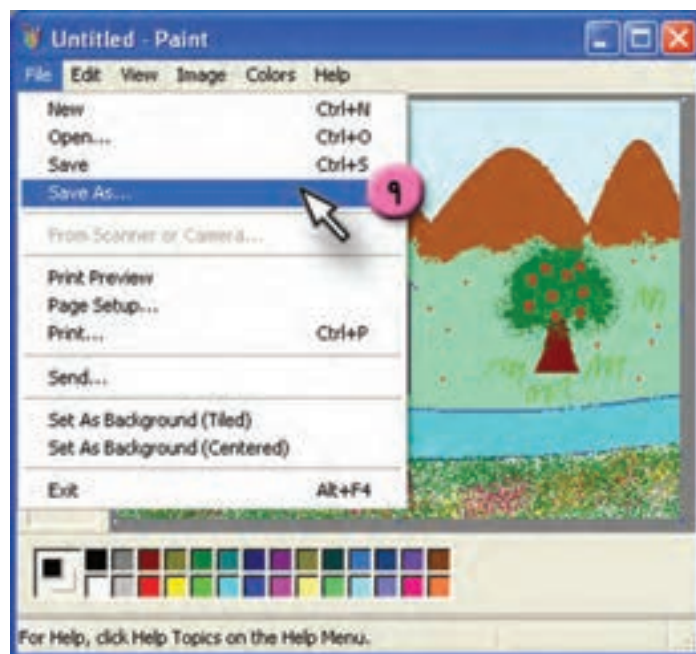 Untitled - Paint
File Edit View Image Colors Help
New Ctrl+N
Open... Ctrl+O
Save Ctrl+S
Save As...
۹
From Scanner or Camera...
Print Preview
Page Setup...
Print... Ctrl+P
Send...
Set As Background (Tiled)
Set As Background (Centered)
Exit Alt+F4
For Help, click Help Topics on the Help Menu.